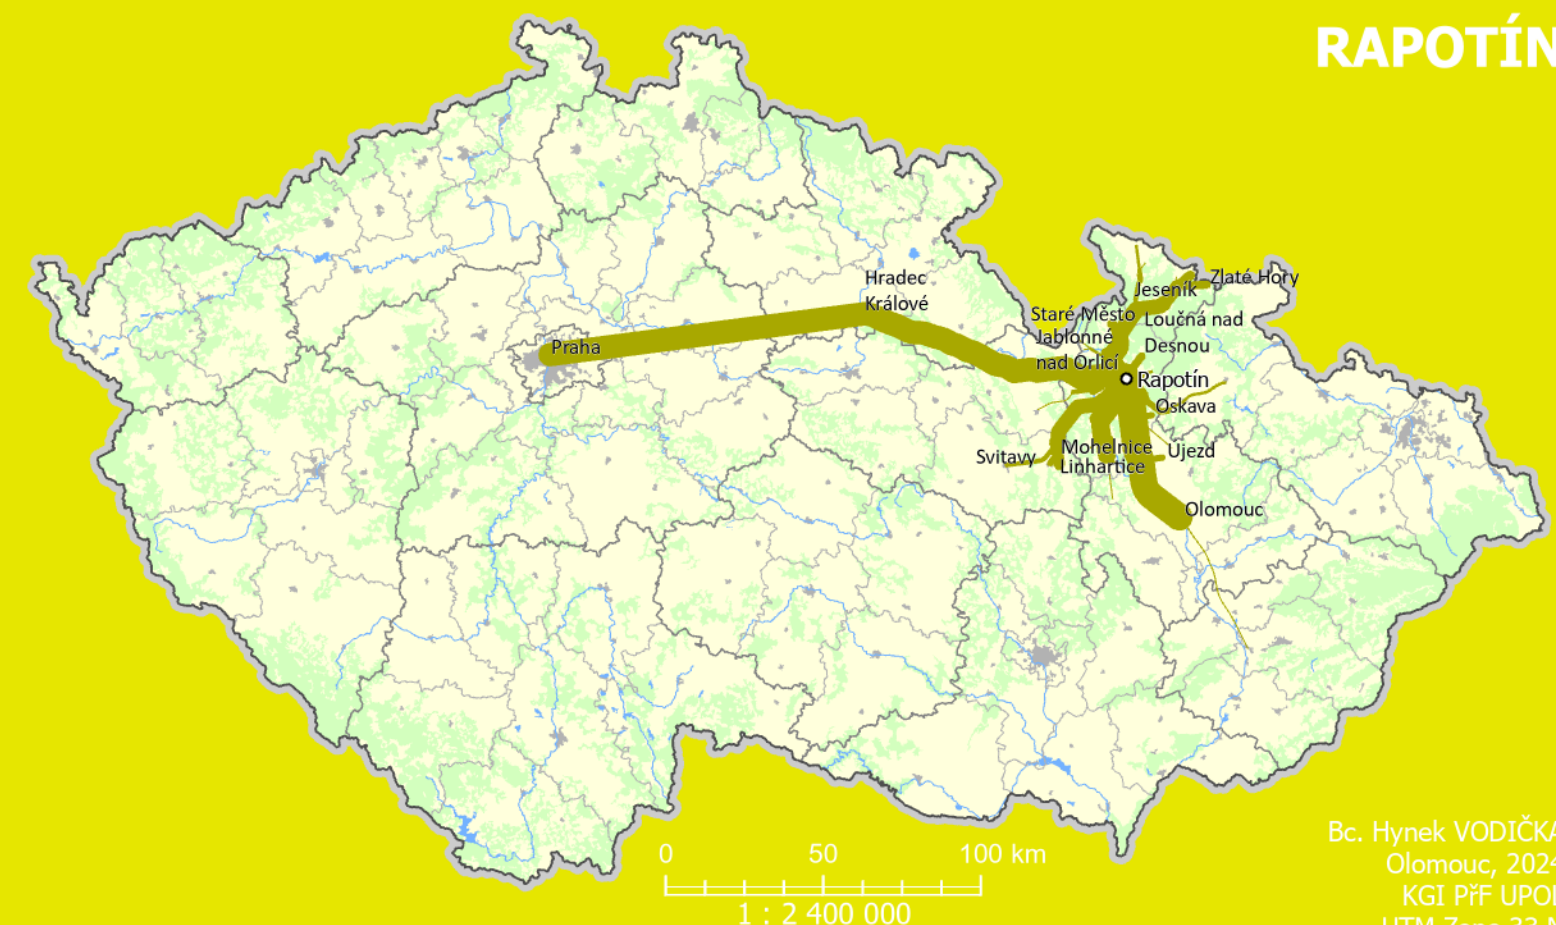 RAPOTÍN
Hradec
Králové
Praha
Zlaté Hory
Jeseník
Staré Město
Loučná nad
Desnou
Jablonné
nad Orlicí
Rapotín
Oskava
Mohelnice
Újezd
Svitavy
Linhartice
Olomouc
Bc. Hynek VODIČKA
Olomouc, 2024
KGI PřF UPOL
0 50 100 km
1 : 2 400 000